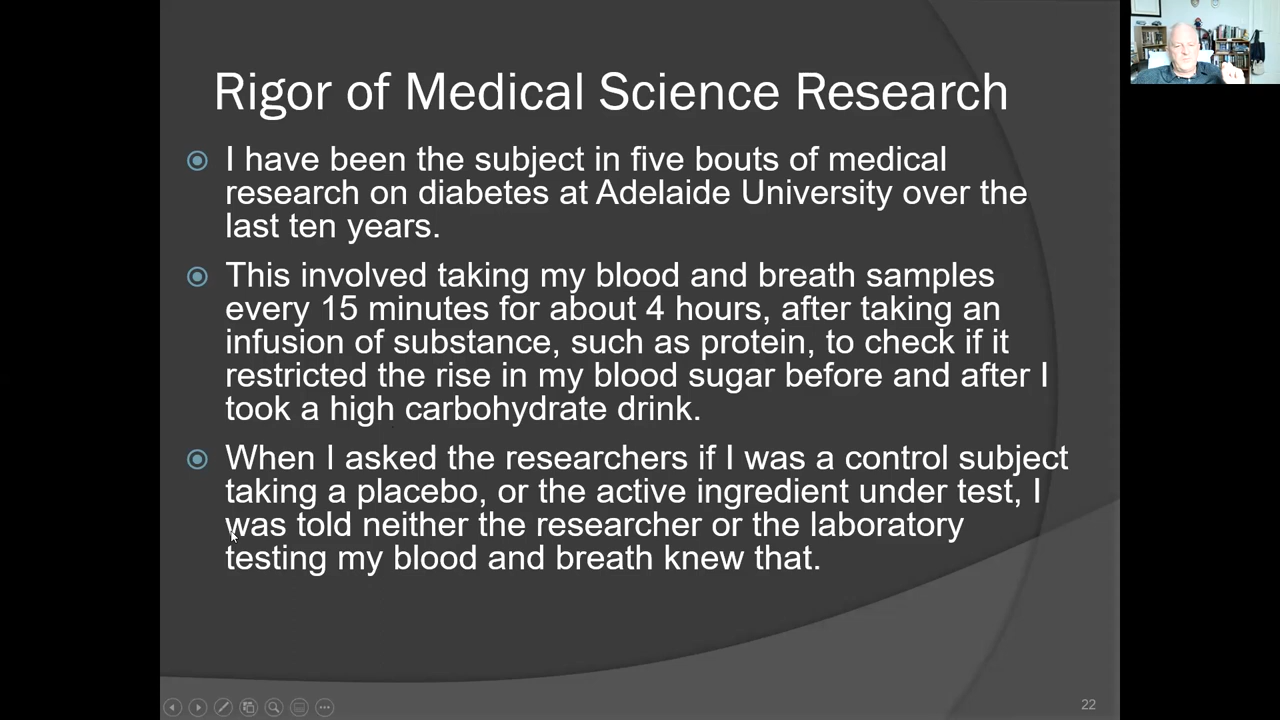 Rigor of Medical Science Research
I have been the subject in five bouts of medical
research on diabetes at Adelaide University over the
last ten years.
This involved taking my blood and breath samples
every 15 minutes for about 4 hours, after taking an
infusion of substance, such as protein, to check if it
restricted the rise in my blood sugar before and after I
took a high carbohydrate drink.
When I asked the researchers if I was a control subject
taking a placebo, or the active ingredient under test, I
was told neither the researcher or the laboratory
testing my blood and breath knew that.
22